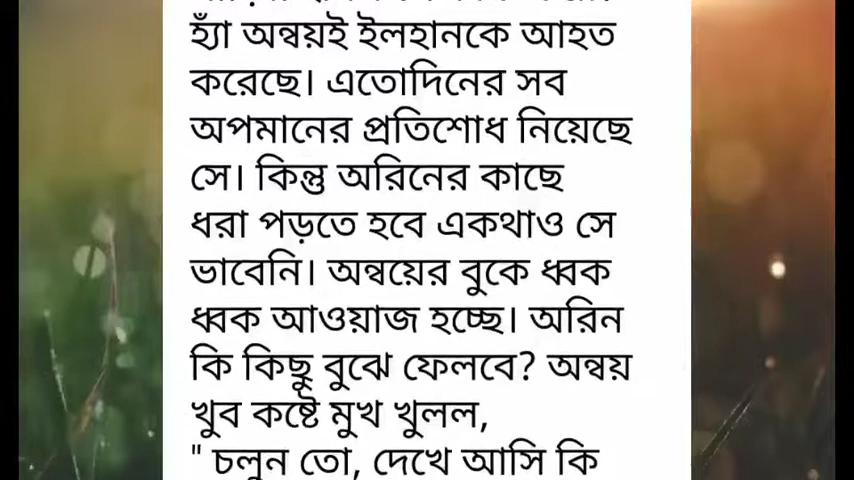 হ্যাঁ অন্বয়ই ইলহানকে আহত
করেছে। এতোদিনের সব
অপমানের প্রতিশোধ নিয়েছে
সে। কিন্তু অরিনের কাছে
ধরা পড়তে হবে একথাও সে
ভাবেনি। অন্বয়ের বুকে ধ্বক
ধ্বক আওয়াজ হচ্ছে। অরিন
কি কিছু বুঝে ফেলবে? অন্বয়
খুব কষ্টে মুখ খুলল,
" চলুন তো, দেখে আসি কি